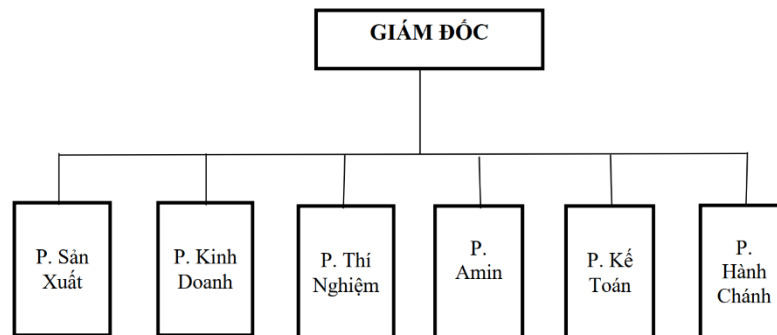 GIÁM ĐỐC
P. Sản
Xuất
P. Kinh
Doanh
P. Thí
Nghiệm
P.
Amin
P. Kế
Toán
P.
Hành
Chánh